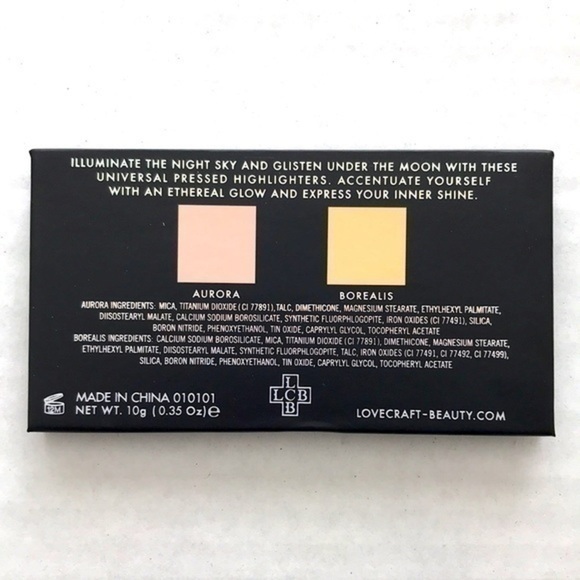 ILLUMINATE THE NIGHT SKY AND GLISTEN UNDER THE MOON WITH THESE
UNIVERSAL PRESSED HIGHLIGHTERS. ACCENTUATE YOURSELF
WITH AN ETHEREAL GLOW AND EXPRESS YOUR INNER SHINE.
AURORA
BOREALIS
AURORA INGREDIENTS: MICA, TITANIUM DIOXIDE (CI 77891), TALC, DIMETHICONE, MAGNESIUM STEARATE, ETHYLHEXYL PALMITATE,
DIISOSTEARYL MALATE, CALCIUM SODIUM BOROSILICATE, SYNTHETIC FLUORPHLOGOPITE, IRON OXIDES (CI 77491), SILICA,
BORON NITRIDE, PHENOXYETHANOL, TIN OXIDE, CAPRYLYL GLYCOL, TOCOPHERYL ACETATE
BOREALIS INGREDIENTS: CALCIUM SODIUM BOROSILICATE, MICA, TITANIUM DIOXIDE (CI 77891), DIMETHICONE, MAGNESIUM STEARATE,
ETHYLHEXYL PALMITATE, DIISOSTEARYL MALATE, SYNTHETIC FLUORPHLOGOPITE, TALC, IRON OXIDES (CI 77491, CI 77492, CI 77499),
SILICA, BORON NITRIDE, PHENOXYETHANOL, TIN OXIDE, CAPRYLYL GLYCOL, TOCOPHERYL ACETATE
12M
MADE IN CHINA 010101
NET WT. 10g (0.35 Oz) e
L
LCB
B
LOVECRAFT-BEAUTY.COM